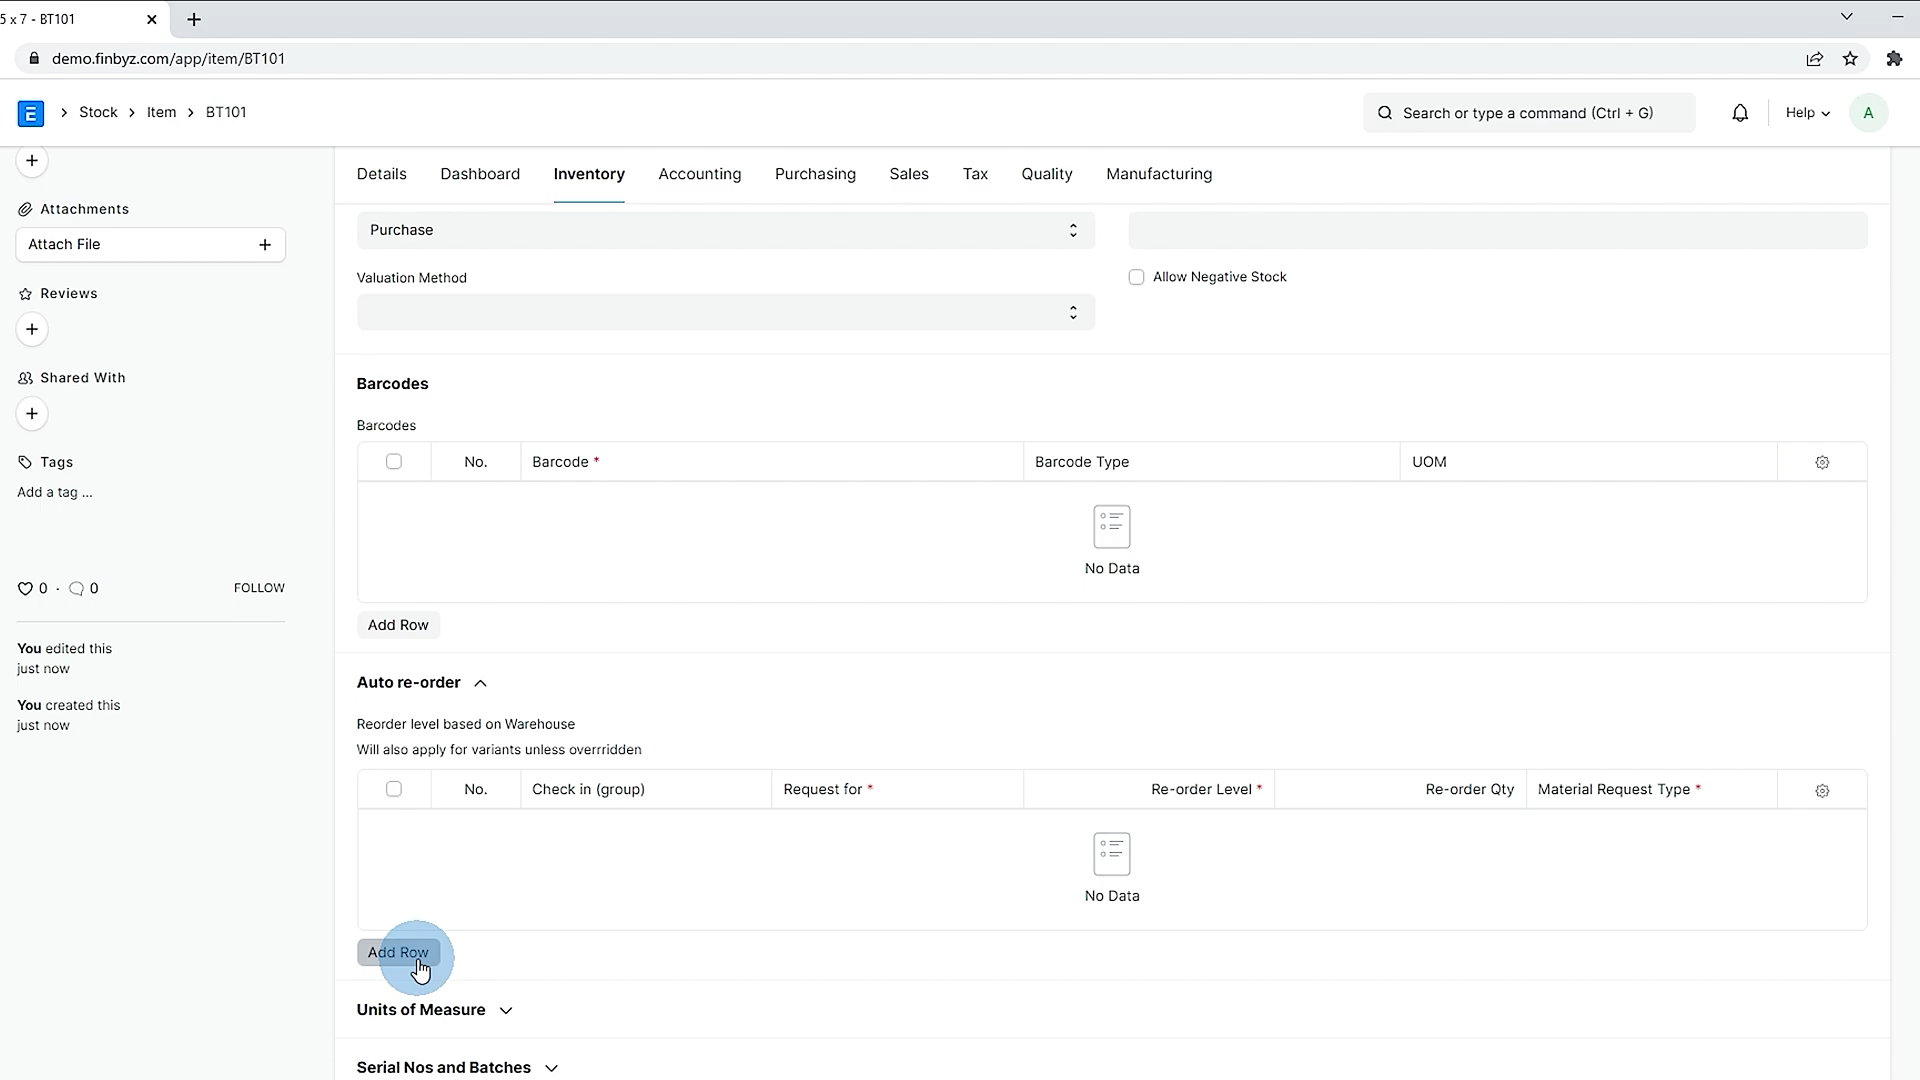 5 x 7 - BT101
demo.finbyz.com/app/item/BT101
E
Stock
Item
BT101
Search or type a command (Ctrl + G)
Help
A
Attachments
Attach File
Reviews
Shared With
Tags
Add a tag ...
0 · 0
FOLLOW
You edited this
just now
You created this
just now
Details
Dashboard
Inventory
Accounting
Purchasing
Sales
Tax
Quality
Manufacturing
Purchase
Valuation Method
Allow Negative Stock
Barcodes
Barcodes
No.
Barcode *
Barcode Type
UOM
No Data
Add Row
Auto re-order
Reorder level based on Warehouse
Will also apply for variants unless overrridden
No.
Check in (group)
Request for *
Re-order Level *
Re-order Qty
Material Request Type *
No Data
Add Row
Units of Measure
Serial Nos and Batches